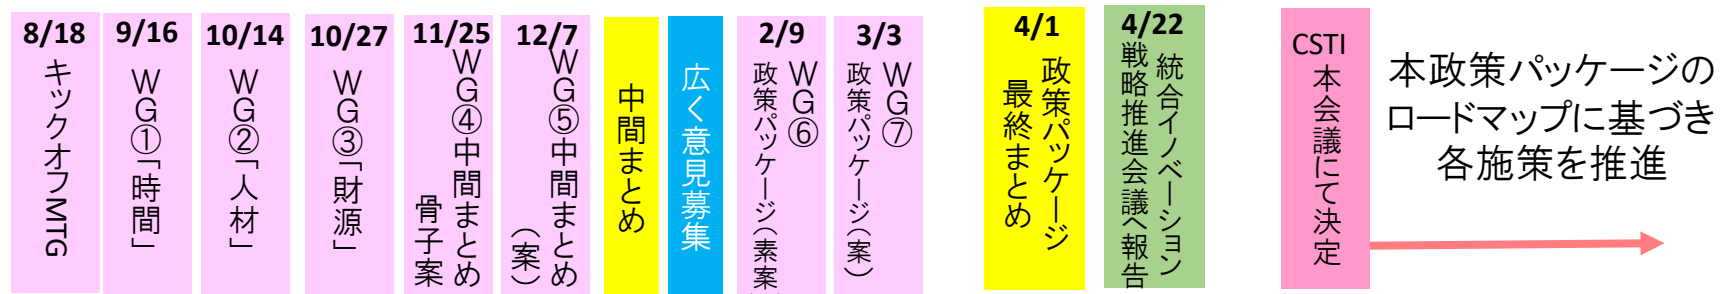 8/18
キックオフMTG
9/16
WG①「時間」
10/14
WG②「人材」
10/27
WG③「財源」
11/25
WG④中間まとめ
骨子案
12/7
WG⑤中間まとめ
（案）
中間まとめ
広く意見募集
2/9
WG⑥
政策パッケージ（素案
3/3
WG⑦
政策パッケージ（案）
4/1
政策パッケージ
最終まとめ
4/22
統合イノベーション
戦略推進会議へ報告
CSTI
本会議にて決定
本政策パッケージの
ロードマップに基づき
各施策を推進